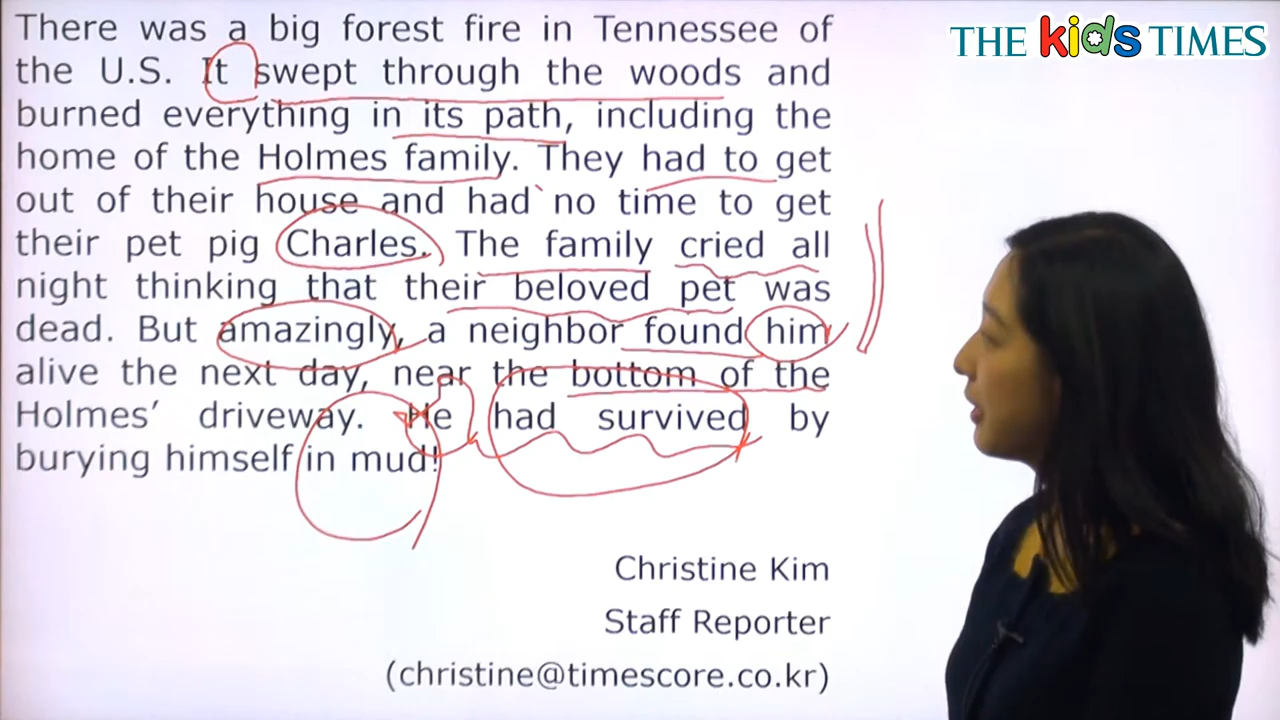 There was a big forest fire in Tennessee of
the U.S. It swept through the woods and
burned everything in its path, including the
home of the Holmes family. They had to get
out of their house and had no time to get
their pet pig Charles. The family cried all
night thinking that their beloved pet was
dead. But amazingly, a neighbor found him
alive the next day, near the bottom of the
Holmes’ driveway. He had survived by
burying himself in mud!
Christine Kim
Staff Reporter
(christine@timescore.co.kr)
THE kids TIMES